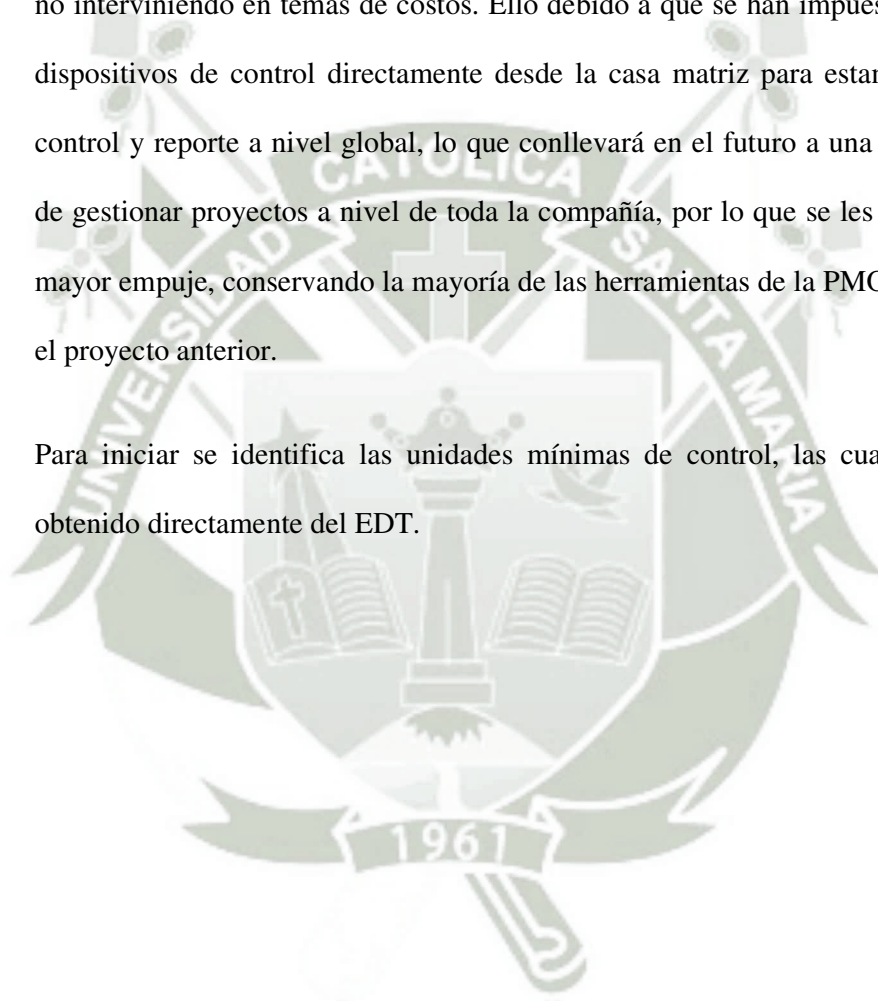 no interviniendo en temas de costos. Ello debido a que se han impues
dispositivos de control directamente desde la casa matriz para estan
control y reporte a nivel global, lo que conllevará en el futuro a una
de gestionar proyectos a nivel de toda la compañía, por lo que se les
mayor empuje, conservando la mayoría de las herramientas de la PMO
el proyecto anterior.
Para iniciar se identifica las unidades mínimas de control, las cua
obtenido directamente del EDT.
UNIVERSIDAD CATOLICA SANTA MARIA
1961